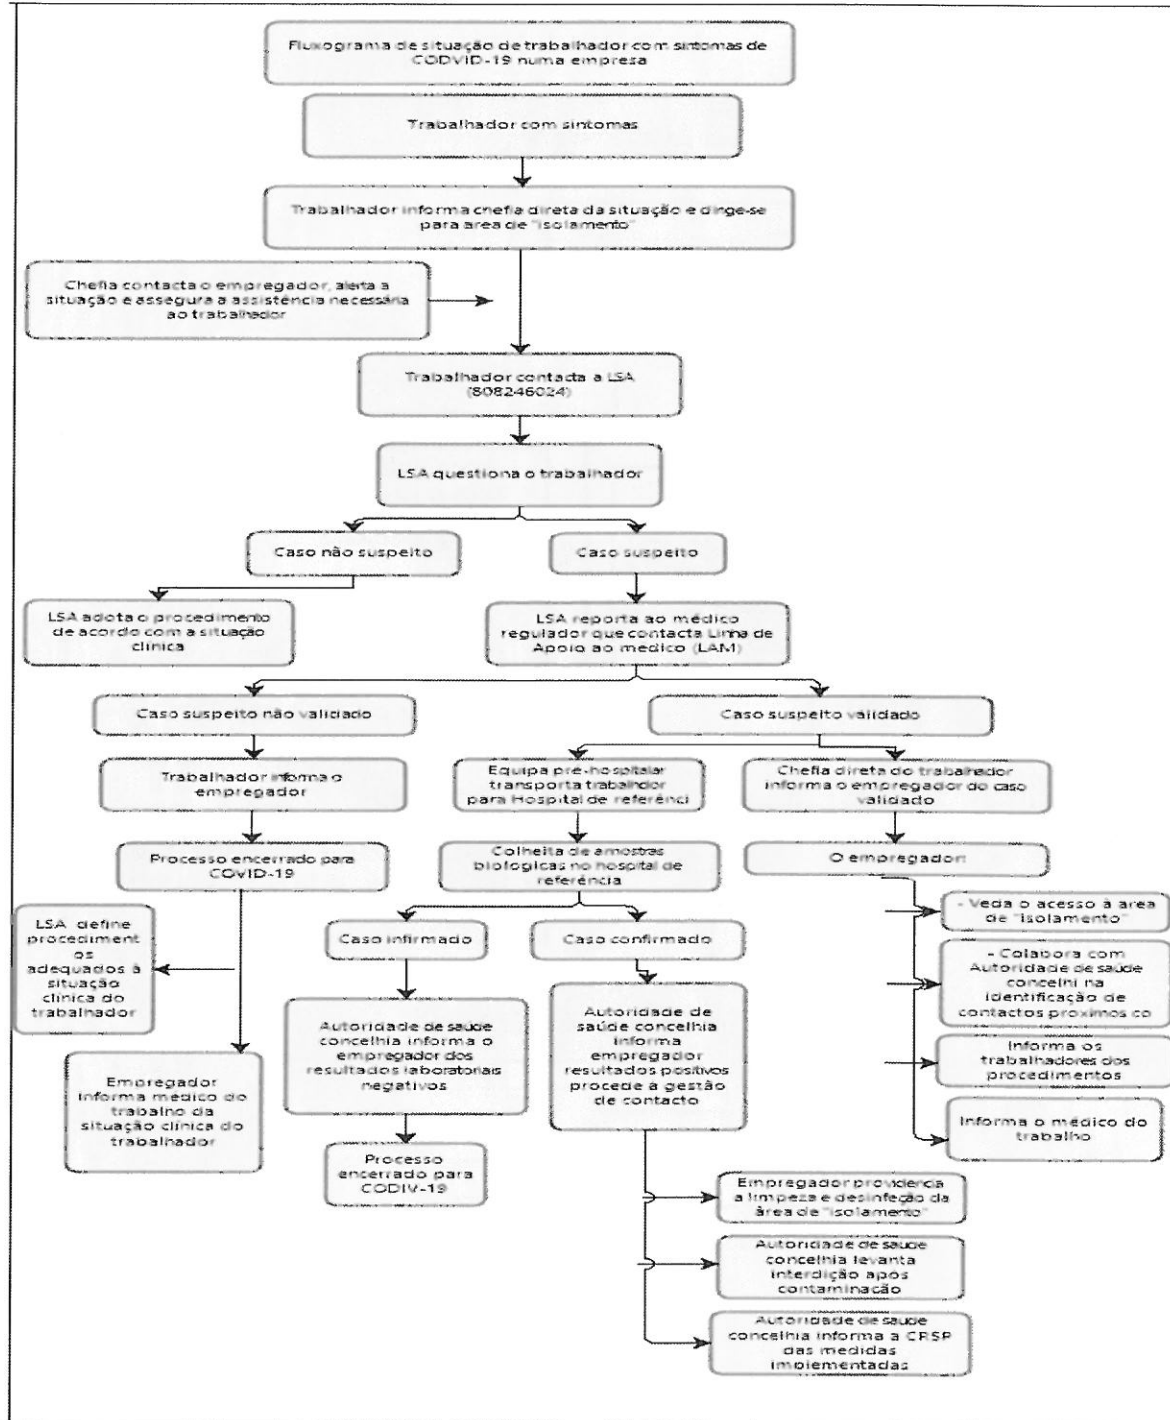 Fluxograma de situação de trabalhador com sintomas de
CODVID-19 numa empresa
Trabalhador com sintomas
Trabalhador informa chefia direta da situação e dirige-se
para area de "isolamento"
Chefia contacta o empregador, alerta a
situação e assegura a assistência necessária
ao trabalhador
Trabalhador contacta a LSA
(808246024)
LSA questiona o trabalhador
Caso não suspeito
Caso suspeito
LSA adota o procedimento
de acordo com a situação
clínica
LSA reporta ao médico
regulador que contacta Linha de
Apoio ao médico (LAM)
Caso suspeito não validado
Caso suspeito validado
Trabalhador informa o
empregador
Equipa pré-hospitalar
transporta trabalhdor
para Hospital de referênci
Chefia direta do trabalhador
informa o empregador do caso
validado
Processo encerrado para
COVID-19
Colheita de amostras
biologicas no hospital de
referência
O empregador:
LSA define
procediment
os
adequados à
situação
clínica do
trabalhador
Caso infirmado
Caso confirmado
- Veda o acesso à area
de "Isolamento"
- Colabora com
Autoridade de saúde
concelhi na
identificação de
contactos proximos co
Autoridade de saúde
concelhia informa o
empregador dos
resultados laboratoriais
negativos
Autoridade de
saúde concelhia
informa
empregador
resultados positivos
procede à gestão
de contacto
Informa os
trabalhadores dos
procedimentos
Empregador
informa médico do
trabalho da
situação clínica do
trabalhador
Informa o médico do
trabalho
Processo
encerrado para
CODIV-19
Empregador providencia
a limpeza e desinfeção da
àrea de "isolamento"
Autoridade de saude
concelhia levanta
interdição após
contaminação
Autoridade de saude
concelhia informa a CRSP
das medidas
implementadas